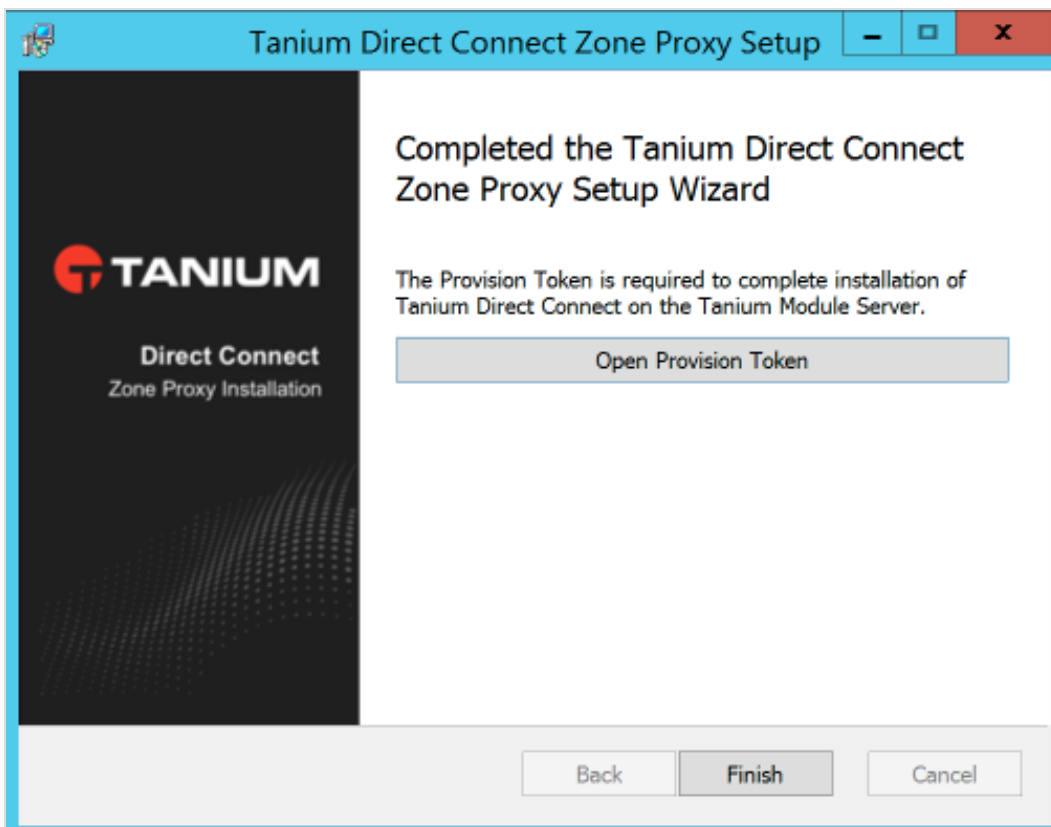 Tanium Direct Connect Zone Proxy Setup
Completed the Tanium Direct Connect
Zone Proxy Setup Wizard
TANIUM
The Provision Token is required to complete installation of
Tanium Direct Connect on the Tanium Module Server.
Direct Connect
Zone Proxy Installation
Open Provision Token
Back
Finish
Cancel